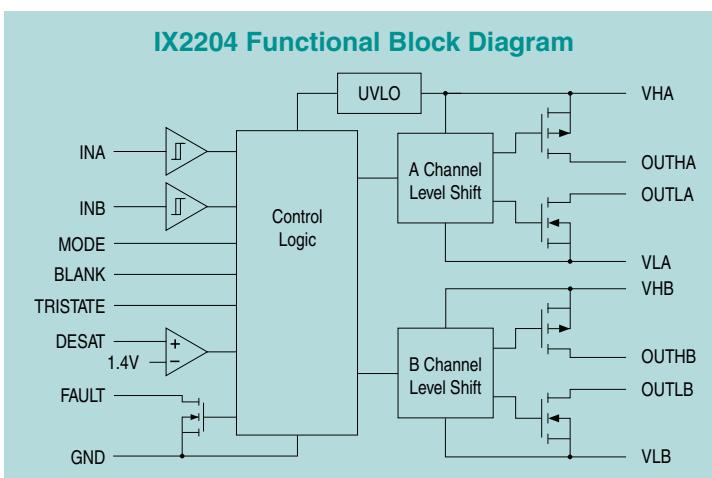 IX2204 Functional Block Diagram
UVLO
VHA
INA
A Channel
Level Shift
OUTHA
OUTLA
INB
Control
Logic
MODE
VLA
BLANK
VHB
TRISTATE
DESAT
+
1.4V
−
B Channel
Level Shift
OUTHB
FAULT
OUTLB
GND
VLB